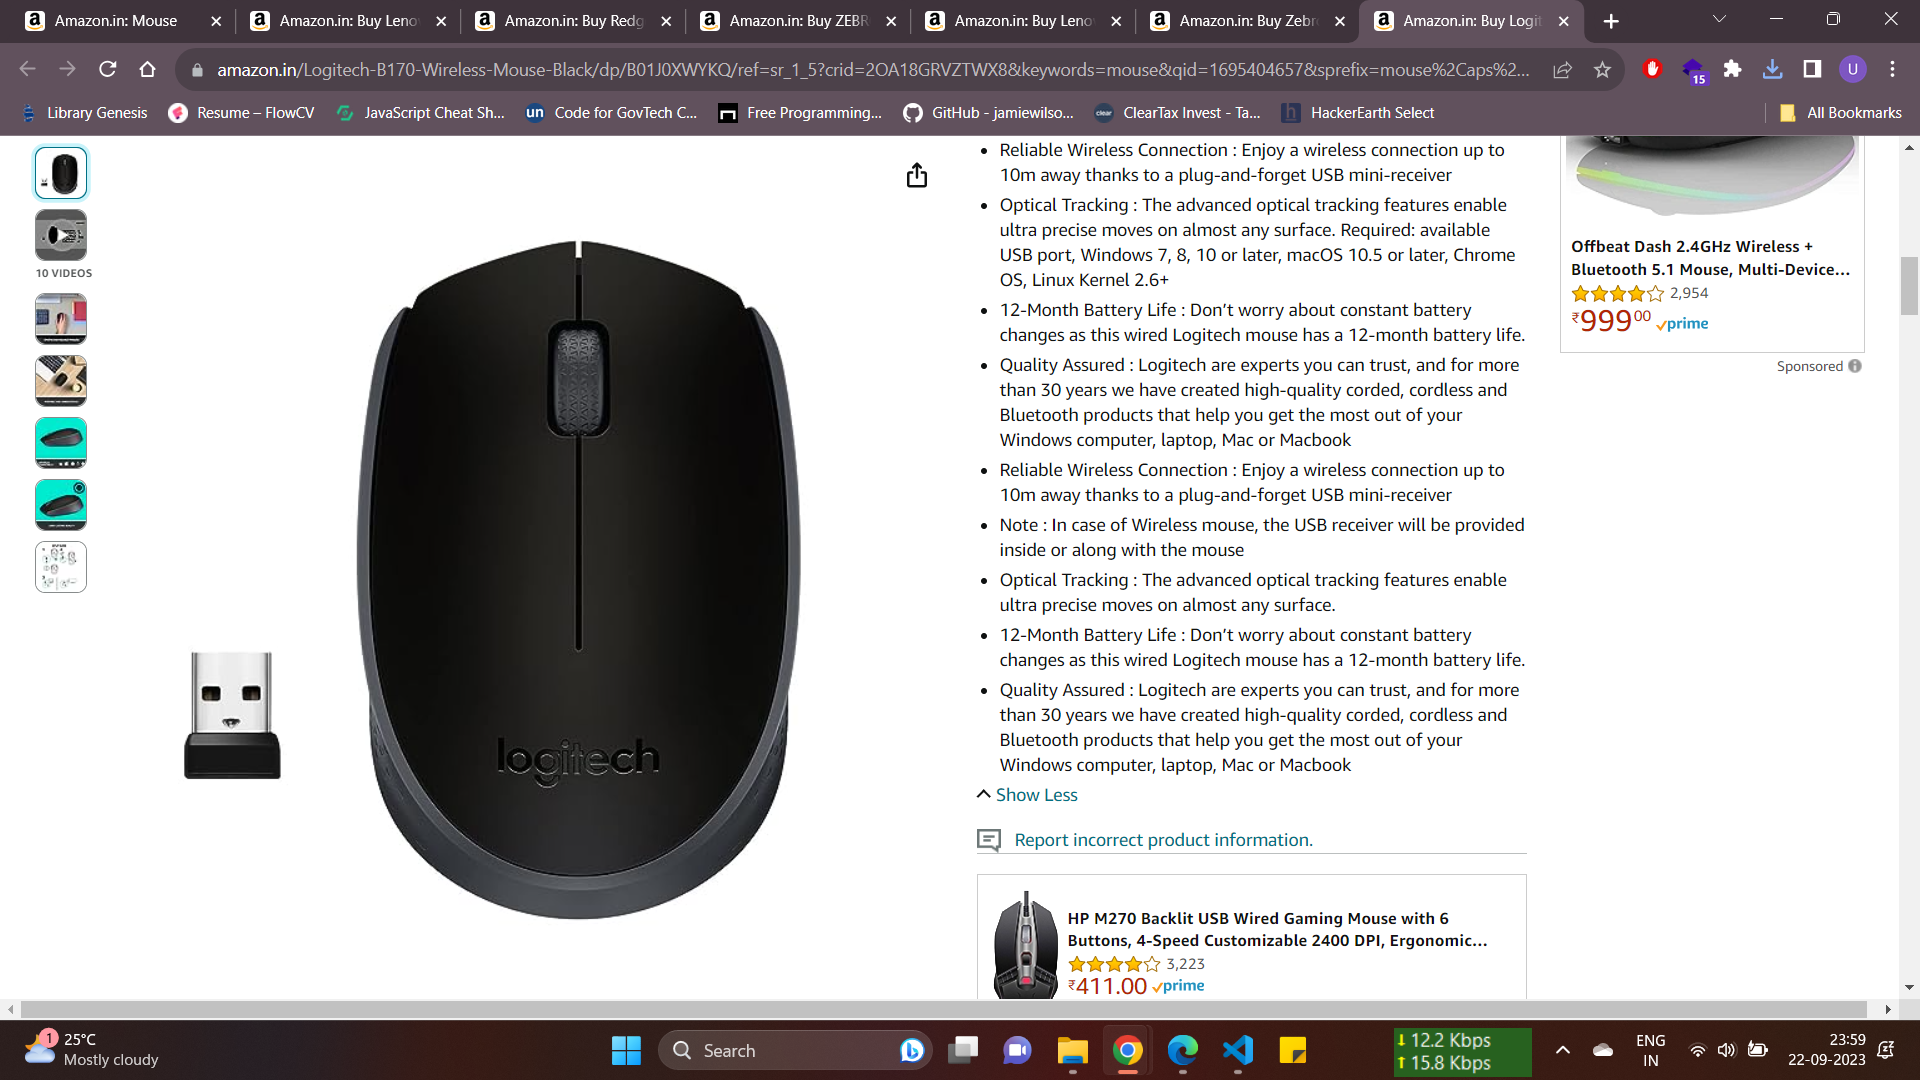 Amazon.in: Mouse
Amazon.in: Buy Leno
Amazon.in: Buy Redg
Amazon.in: Buy ZEBR
Amazon.in: Buy Leno
Amazon.in: Buy Zebr
Amazon.in: Buy Logit
amazon.in/Logitech-B170-Wireless-Mouse-Black/dp/B01J0XWYKQ/ref=sr_1_5?crid=2OA18GRVZTWX8&keywords=mouse&qid=1695404657&sprefix=mouse%2Caps%2...
15
U
Library Genesis
Resume – FlowCV
JavaScript Cheat Sh...
un
Code for GovTech C...
Free Programming...
GitHub - jamiewilso...
clear
ClearTax Invest - Ta...
h
HackerEarth Select
All Bookmarks
10 VIDEOS
logitech
• Reliable Wireless Connection : Enjoy a wireless connection up to
10m away thanks to a plug-and-forget USB mini-receiver
• Optical Tracking : The advanced optical tracking features enable
ultra precise moves on almost any surface. Required: available
USB port, Windows 7, 8, 10 or later, macOS 10.5 or later, Chrome
OS, Linux Kernel 2.6+
• 12-Month Battery Life : Don’t worry about constant battery
changes as this wired Logitech mouse has a 12-month battery life.
• Quality Assured : Logitech are experts you can trust, and for more
than 30 years we have created high-quality corded, cordless and
Bluetooth products that help you get the most out of your
Windows computer, laptop, Mac or Macbook
• Reliable Wireless Connection : Enjoy a wireless connection up to
10m away thanks to a plug-and-forget USB mini-receiver
• Note : In case of Wireless mouse, the USB receiver will be provided
inside or along with the mouse
• Optical Tracking : The advanced optical tracking features enable
ultra precise moves on almost any surface.
• 12-Month Battery Life : Don’t worry about constant battery
changes as this wired Logitech mouse has a 12-month battery life.
• Quality Assured : Logitech are experts you can trust, and for more
than 30 years we have created high-quality corded, cordless and
Bluetooth products that help you get the most out of your
Windows computer, laptop, Mac or Macbook
Show Less
Report incorrect product information.
HP M270 Backlit USB Wired Gaming Mouse with 6
Buttons, 4-Speed Customizable 2400 DPI, Ergonomic...
3,223
₹411.00 prime
Offbeat Dash 2.4GHz Wireless +
Bluetooth 5.1 Mouse, Multi-Device...
2,954
₹999 00 prime
Sponsored
1
25°C
Mostly cloudy
Search
12.2 Kbps
15.8 Kbps
ENG
IN
23:59
22-09-2023